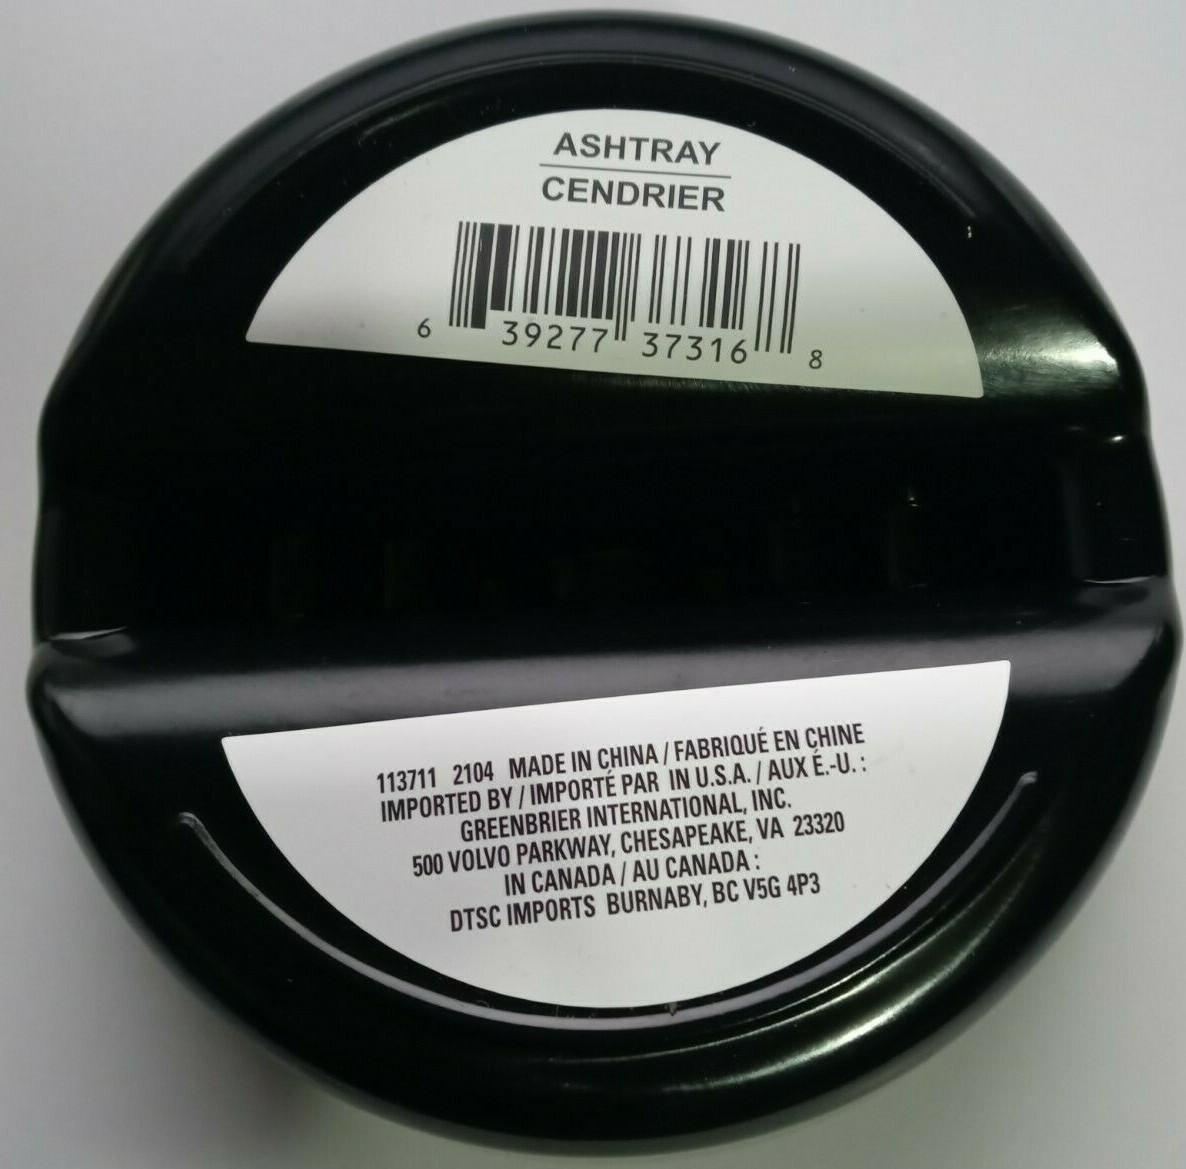 ASHTRAY
CENDRIER
6 39277 37316 8
113711 2104 MADE IN CHINA / FABRIQUÉ EN CHINE
IMPORTED BY / IMPORTÉ PAR IN U.S.A. / AUX É.-U. :
GREENBRIER INTERNATIONAL, INC.
500 VOLVO PARKWAY, CHESAPEAKE, VA 23320
IN CANADA / AU CANADA :
DTSC IMPORTS BURNABY, BC V5G 4P3